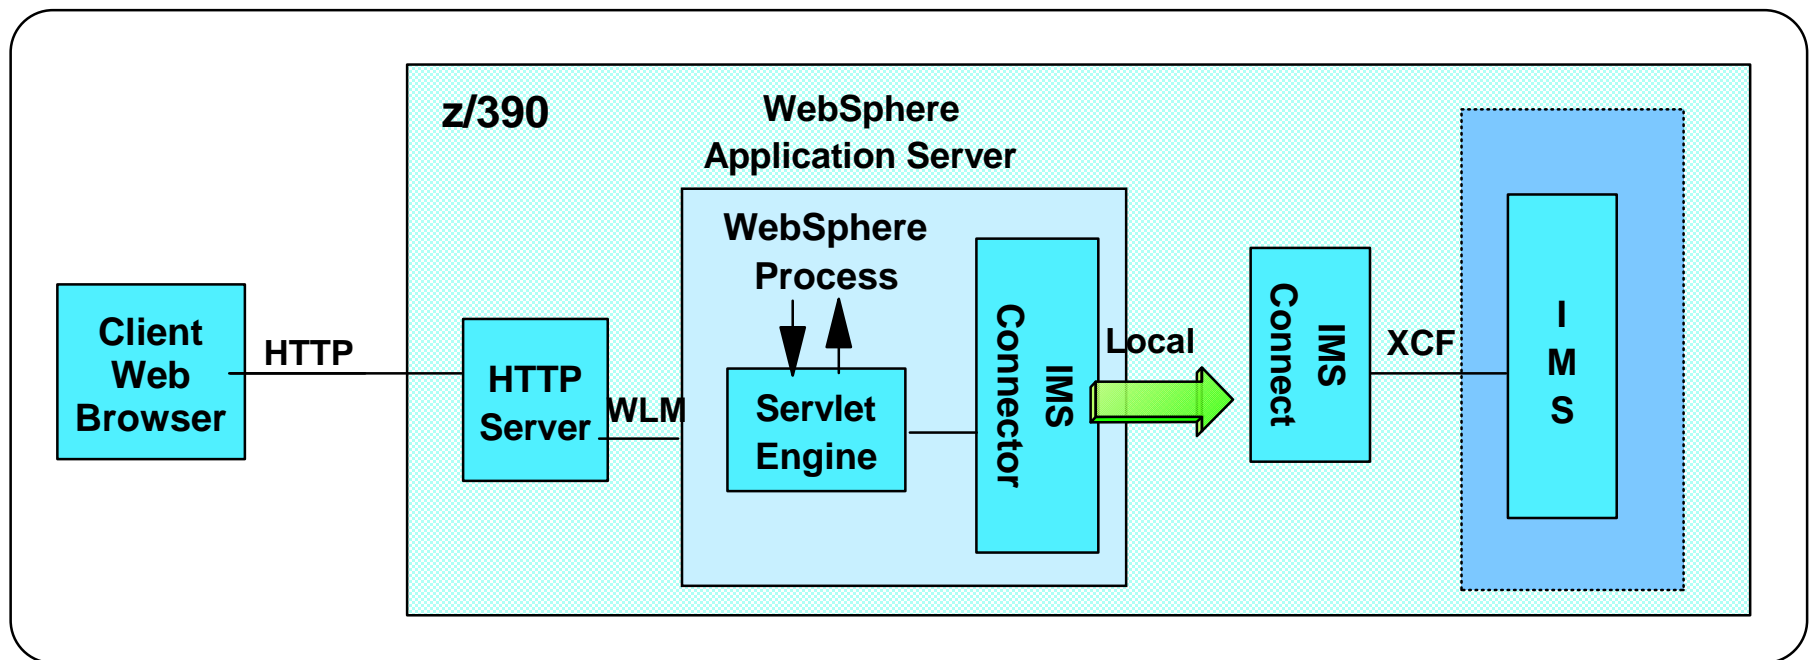 z/390
WebSphere
Application Server
WebSphere
Process
Client
Web
Browser
HTTP
HTTP
Server
WLM
Servlet
Engine
IMS
Connector
Local
IMS
Connect
XCF
I
M
S